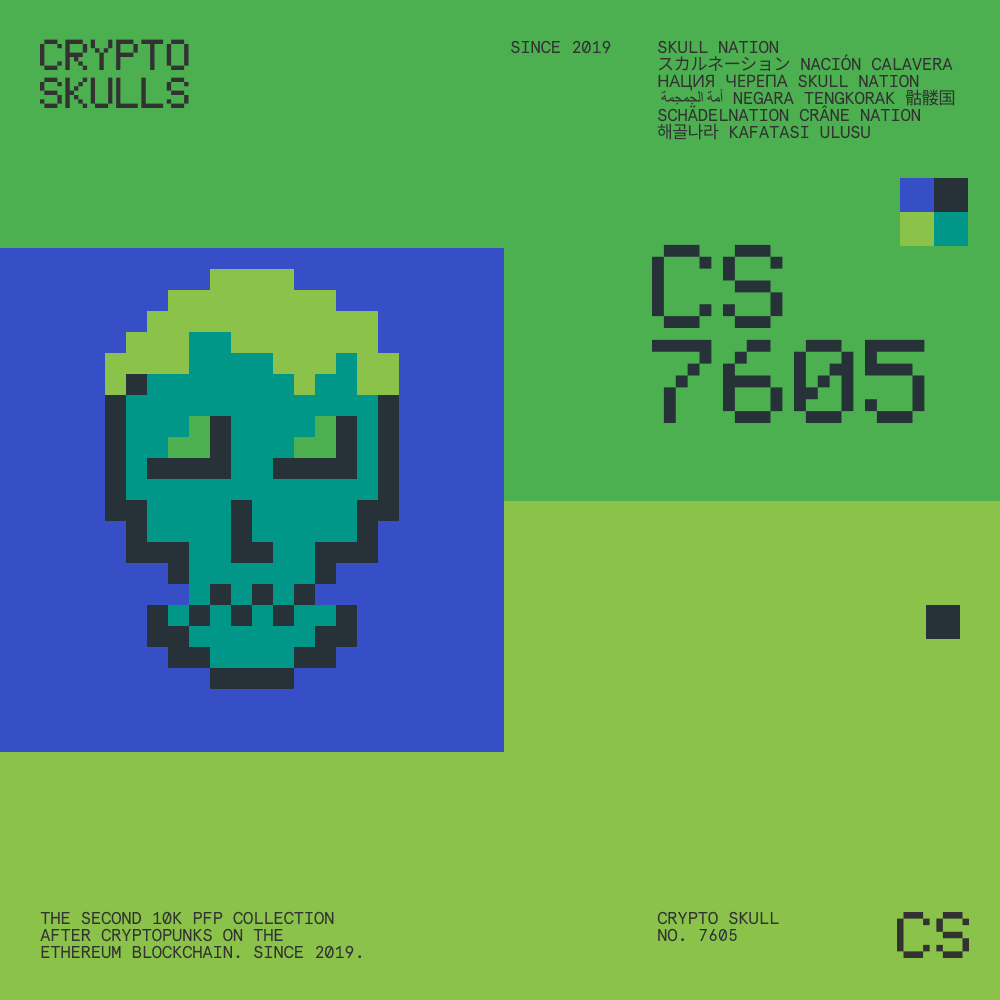 CRYPTO
SKULLS
SINCE 2019
SKULL NATION
スカルネーション NACIÓN CALAVERA
НАЦИЯ ЧЕРЕПА SKULL NATION
أمة الجمجمة NEGARA TENGKORAK 骷髅国
SCHÄDELNATION CRÂNE NATION
해골나라 KAFATASI ULUSU
CS
7605
THE SECOND 10K PFP COLLECTION
AFTER CRYPTOPUNKS ON THE
ETHEREUM BLOCKCHAIN. SINCE 2019.
CRYPTO SKULL
NO. 7605
CS